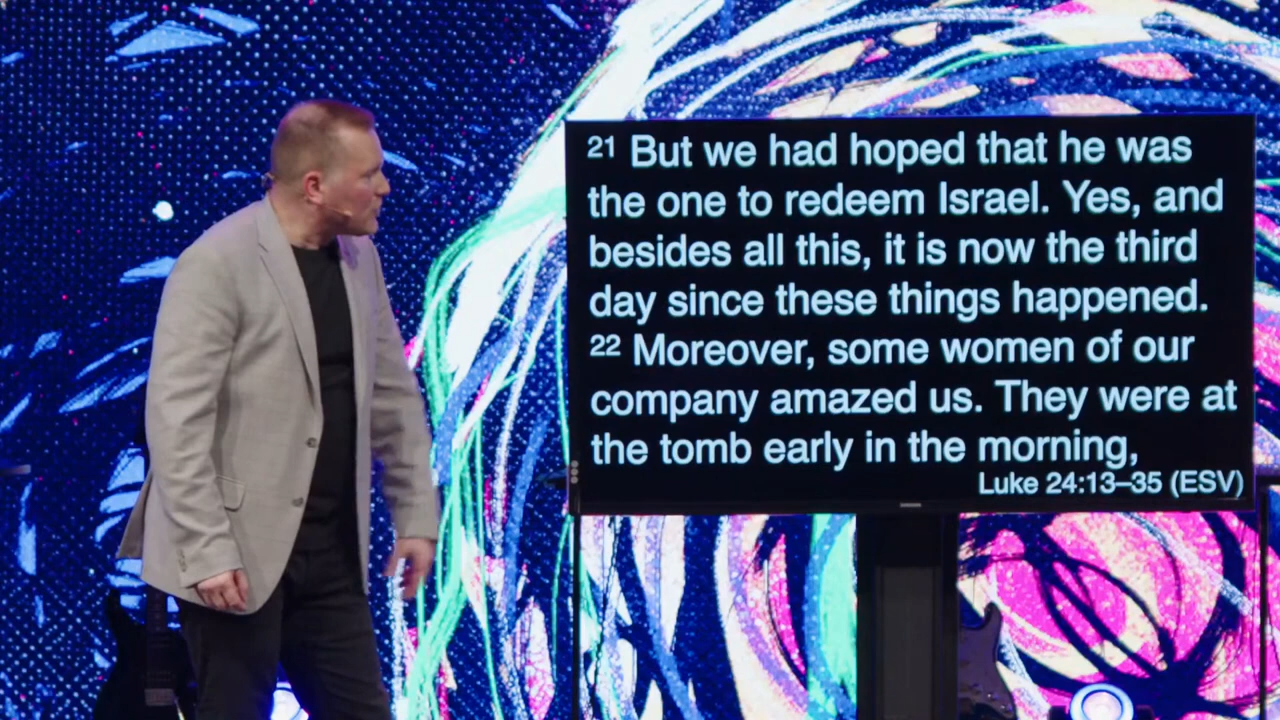 21 But we had hoped that he was
the one to redeem Israel. Yes, and
besides all this, it is now the third
day since these things happened.
22 Moreover, some women of our
company amazed us. They were at
the tomb early in the morning,
Luke 24:13–35 (ESV)